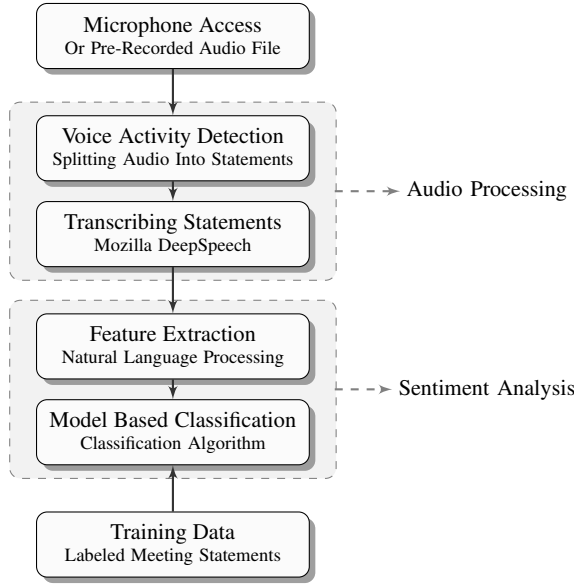 Microphone Access
Or Pre-Recorded Audio File
Voice Activity Detection
Splitting Audio Into Statements
Audio Processing
Transcribing Statements
Mozilla DeepSpeech
Feature Extraction
Natural Language Processing
Sentiment Analysis
Model Based Classification
Classification Algorithm
Training Data
Labeled Meeting Statements